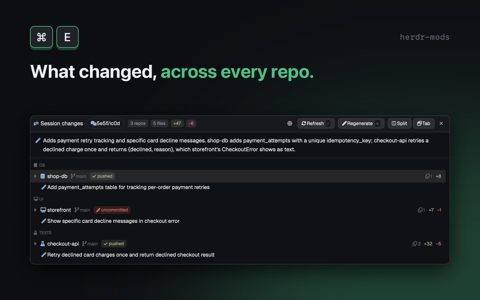 ⌘ E
herdr-mods
What changed, across every repo.
Session changes 5e551c0d 3 repos 5 files +47 -6 Refresh Regenerate Split Tab ×
Adds payment retry tracking and specific card decline messages. shop-db adds payment_attempts with a unique idempotency_key; checkout-api retries a
declined charge once and returns (declined, reason), which storefront's CheckoutError shows as text.
DB
shop-db main ✓ pushed 1 +8
Add payment_attempts table for tracking per-order payment retries
UI
storefront main uncommitted 1 +7 -1
Show specific card decline messages in checkout error
TESTS
checkout-api main ✓ pushed 3 +32 -5
Retry declined card charges once and return declined checkout result